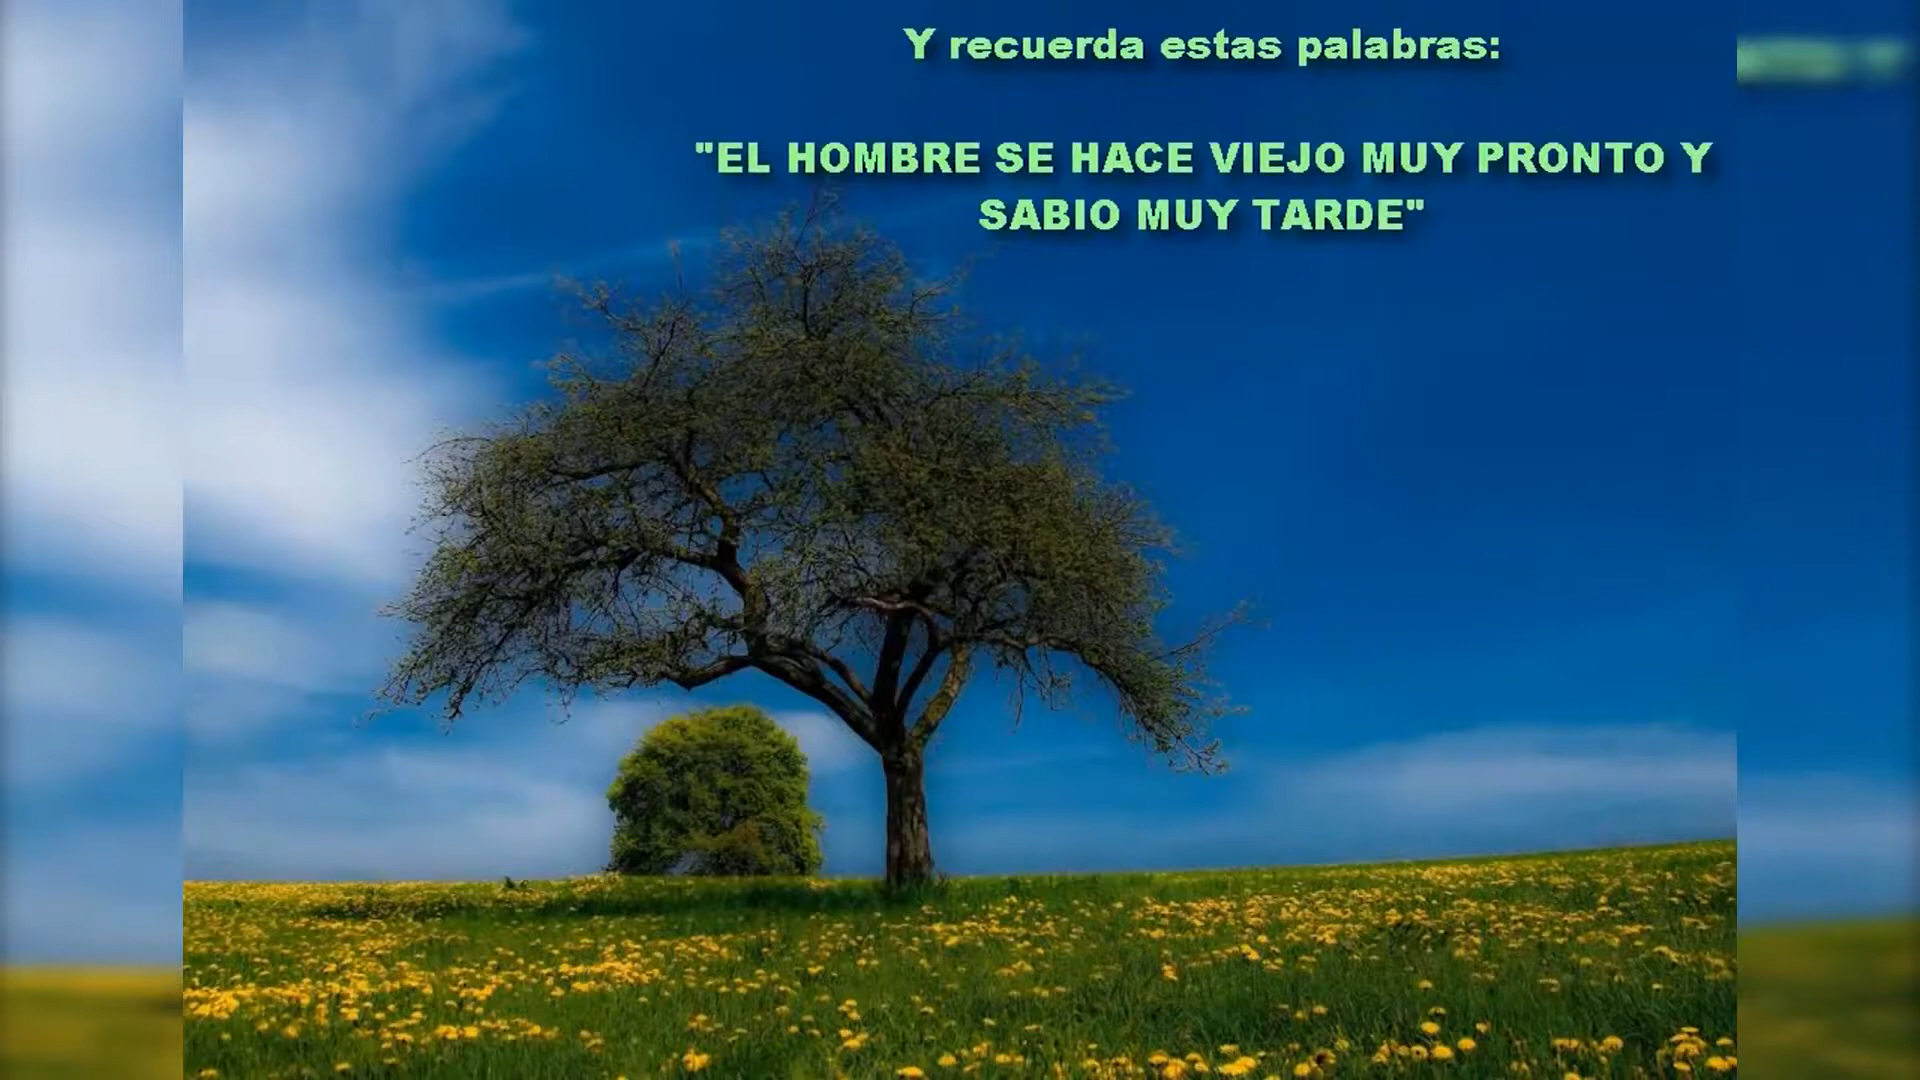 Y recuerda estas palabras:
"EL HOMBRE SE HACE VIEJO MUY PRONTO Y
SABIO MUY TARDE"